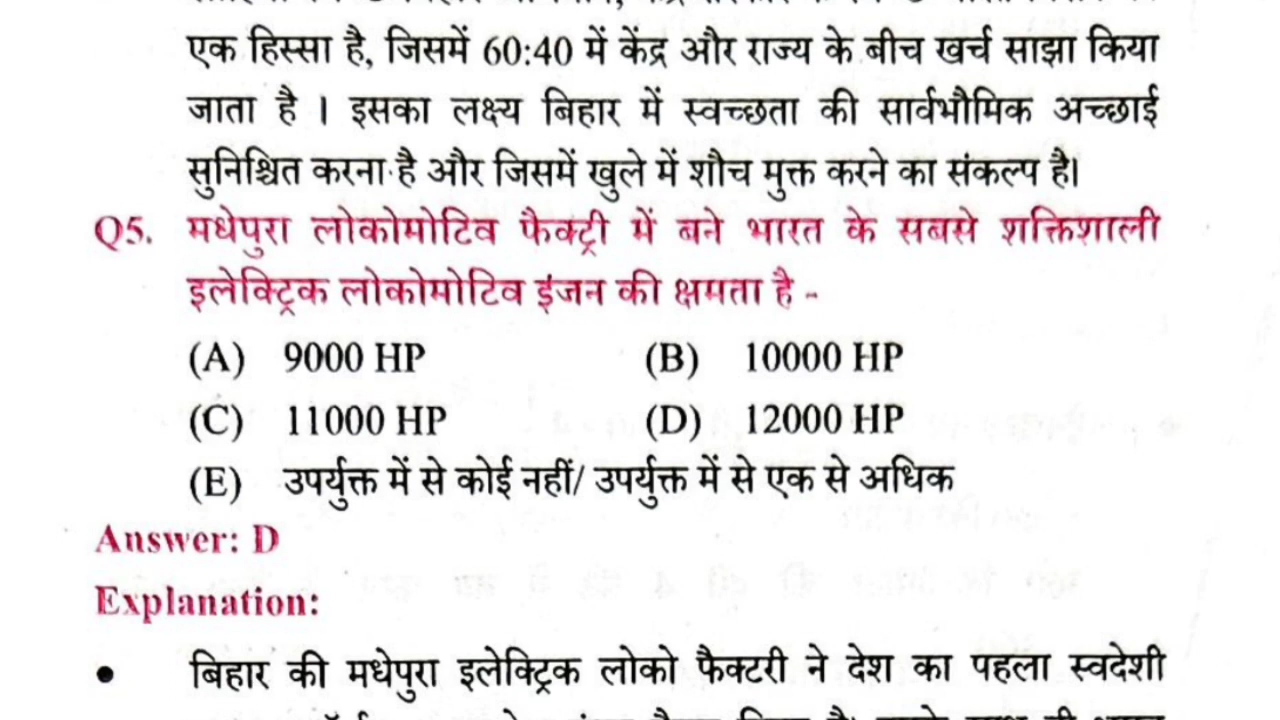 एक हिस्सा है, जिसमें 60:40 में केंद्र और राज्य के बीच खर्च साझा किया
जाता है । इसका लक्ष्य बिहार में स्वच्छता की सार्वभौमिक अच्छाई
सुनिश्चित करना है और जिसमें खुले में शौच मुक्त करने का संकल्प है।
Q5. मधेपुरा लोकोमोटिव फैक्ट्री में बने भारत के सबसे शक्तिशाली
इलेक्ट्रिक लोकोमोटिव इंजन की क्षमता है -
(A) 9000 HP (B) 10000 HP
(C) 11000 HP (D) 12000 HP
(E) उपर्युक्त में से कोई नहीं/ उपर्युक्त में से एक से अधिक
Answer: D
Explanation:
• बिहार की मधेपुरा इलेक्ट्रिक लोको फैक्टरी ने देश का पहला स्वदेशी